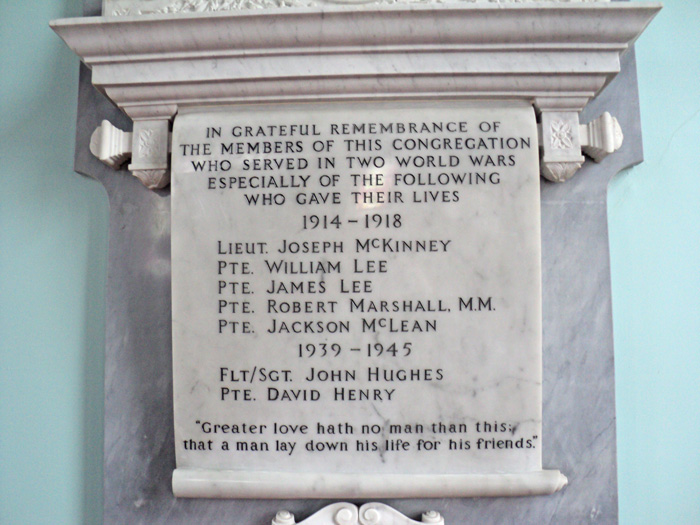 IN GRATEFUL REMEMBRANCE OF
THE MEMBERS OF THIS CONGREGATION
WHO SERVED IN TWO WORLD WARS
ESPECIALLY OF THE FOLLOWING
WHO GAVE THEIR LIVES
1914 – 1918
LIEUT. JOSEPH McKINNEY
PTE. WILLIAM LEE
PTE. JAMES LEE
PTE. ROBERT MARSHALL, M.M.
PTE. JACKSON McLEAN
1939 – 1945
FLT/SGT. JOHN HUGHES
PTE. DAVID HENRY
"Greater love hath no man than this;
that a man lay down his life for his friends."